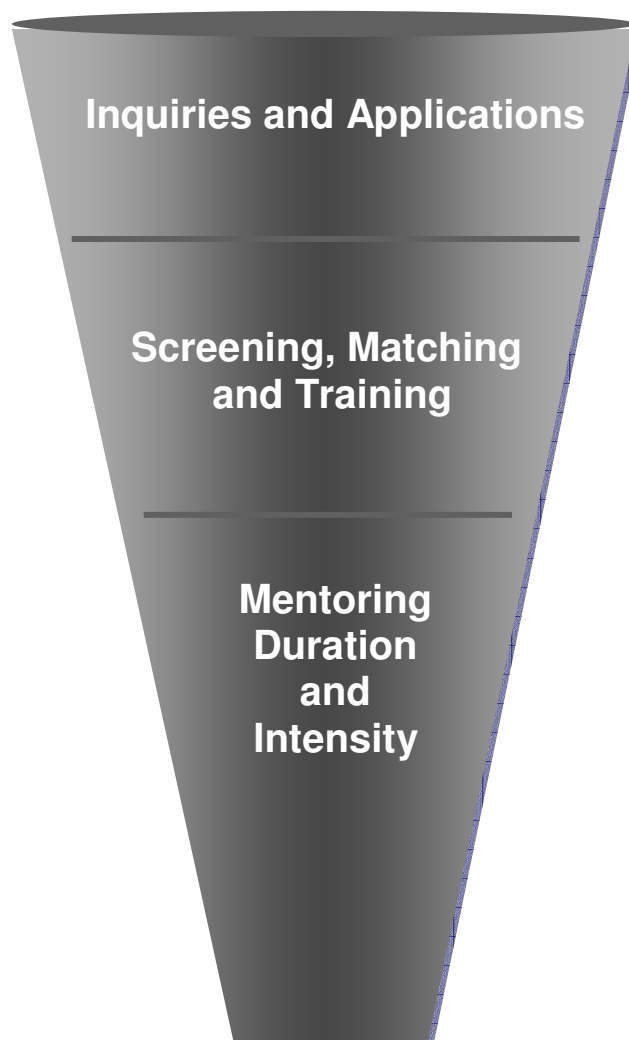 Inquiries and Applications
Screening, Matching
and Training
Mentoring
Duration
and
Intensity